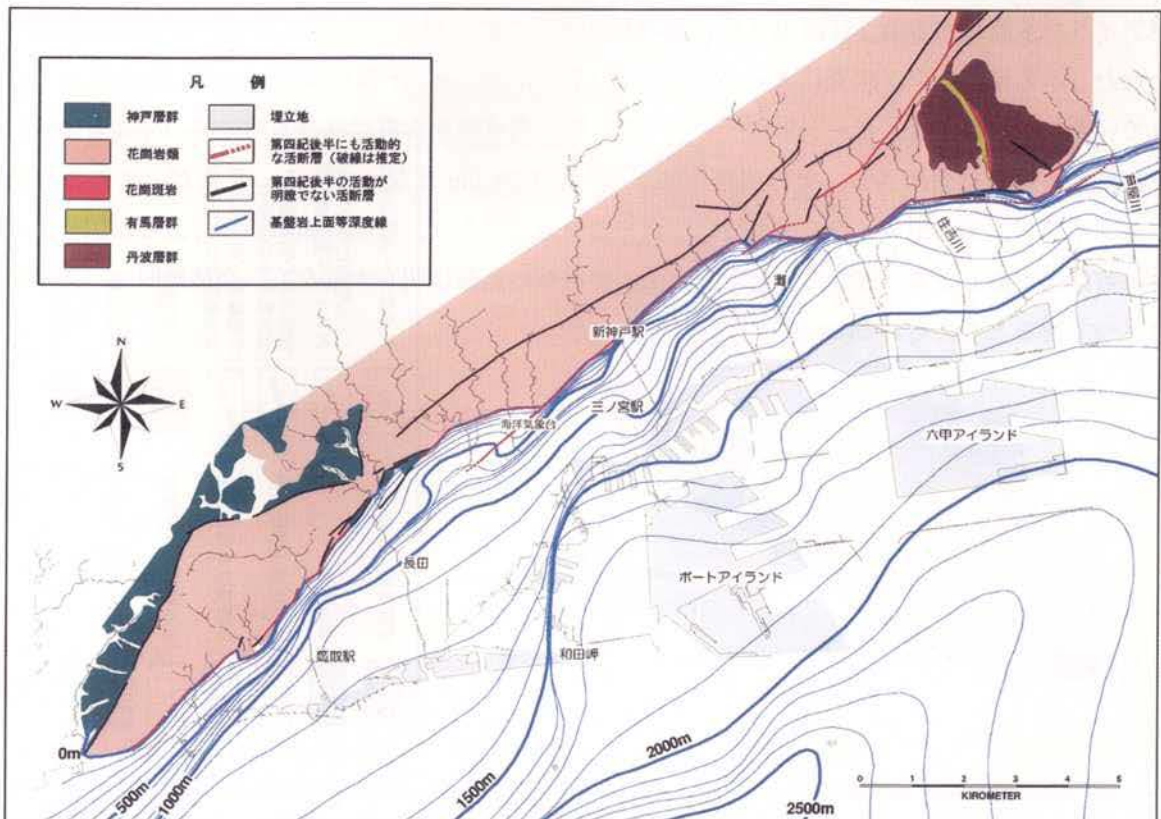 凡 例
神戸層群
花崗岩類
花崗斑岩
有馬層群
丹波層群
埋立地
第四紀後半にも活動的
な活断層(破線は推定)
第四紀後半の活動が
明瞭でない活断層
基盤岩上面等深度線
N
W
E
S
芦屋川
住吉川
灘
新神戸駅
三ノ宮駅
海洋気象台
六甲アイランド
長田
ポートアイランド
鷹取駅
和田岬
0m
500m
1000m
1500m
2000m
2500m
0 1 2 3 4 5
KIROMETER